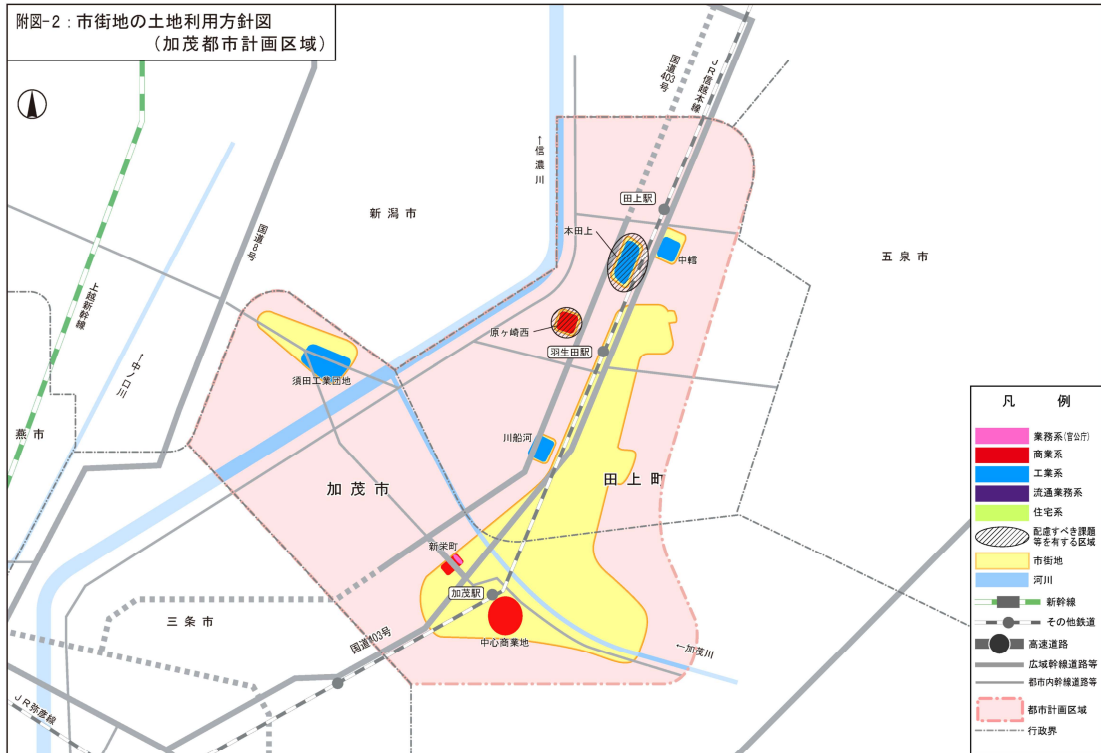 附図-2：市街地の土地利用方針図
（加茂都市計画区域）
国道403号
JR信越本線
←信濃川
新潟市
田上駅
国道8号
本田上
中轌
五泉市
上越新幹線
原ヶ崎西
羽生田駅
←中ノ口川
須田工業団地
燕市
川船河
加茂市
田上町
新栄町
加茂駅
三条市
国道403号
中心商業地
←加茂川
JR弥彦線
凡例
業務系(官公庁)
商業系
工業系
流通業務系
住宅系
配慮すべき課題
等を有する区域
市街地
河川
新幹線
その他鉄道
高速道路
広域幹線道路等
都市内幹線道路等
都市計画区域
行政界